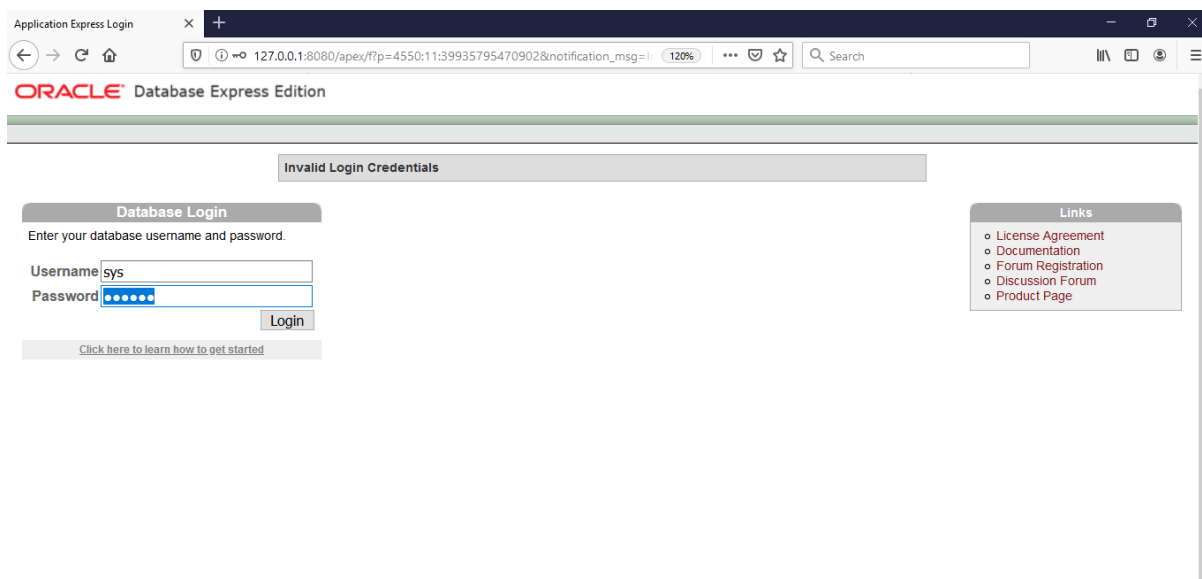 Application Express Login
127.0.0.1:8080/apex/f?p=4550:11:399357954709028&notification_msg=I
120%
Search
ORACLE® Database Express Edition
Invalid Login Credentials
Database Login
Enter your database username and password.
Username sys
Password ●●●●●●
Login
Click here to learn how to get started
Links
License Agreement
Documentation
Forum Registration
Discussion Forum
Product Page